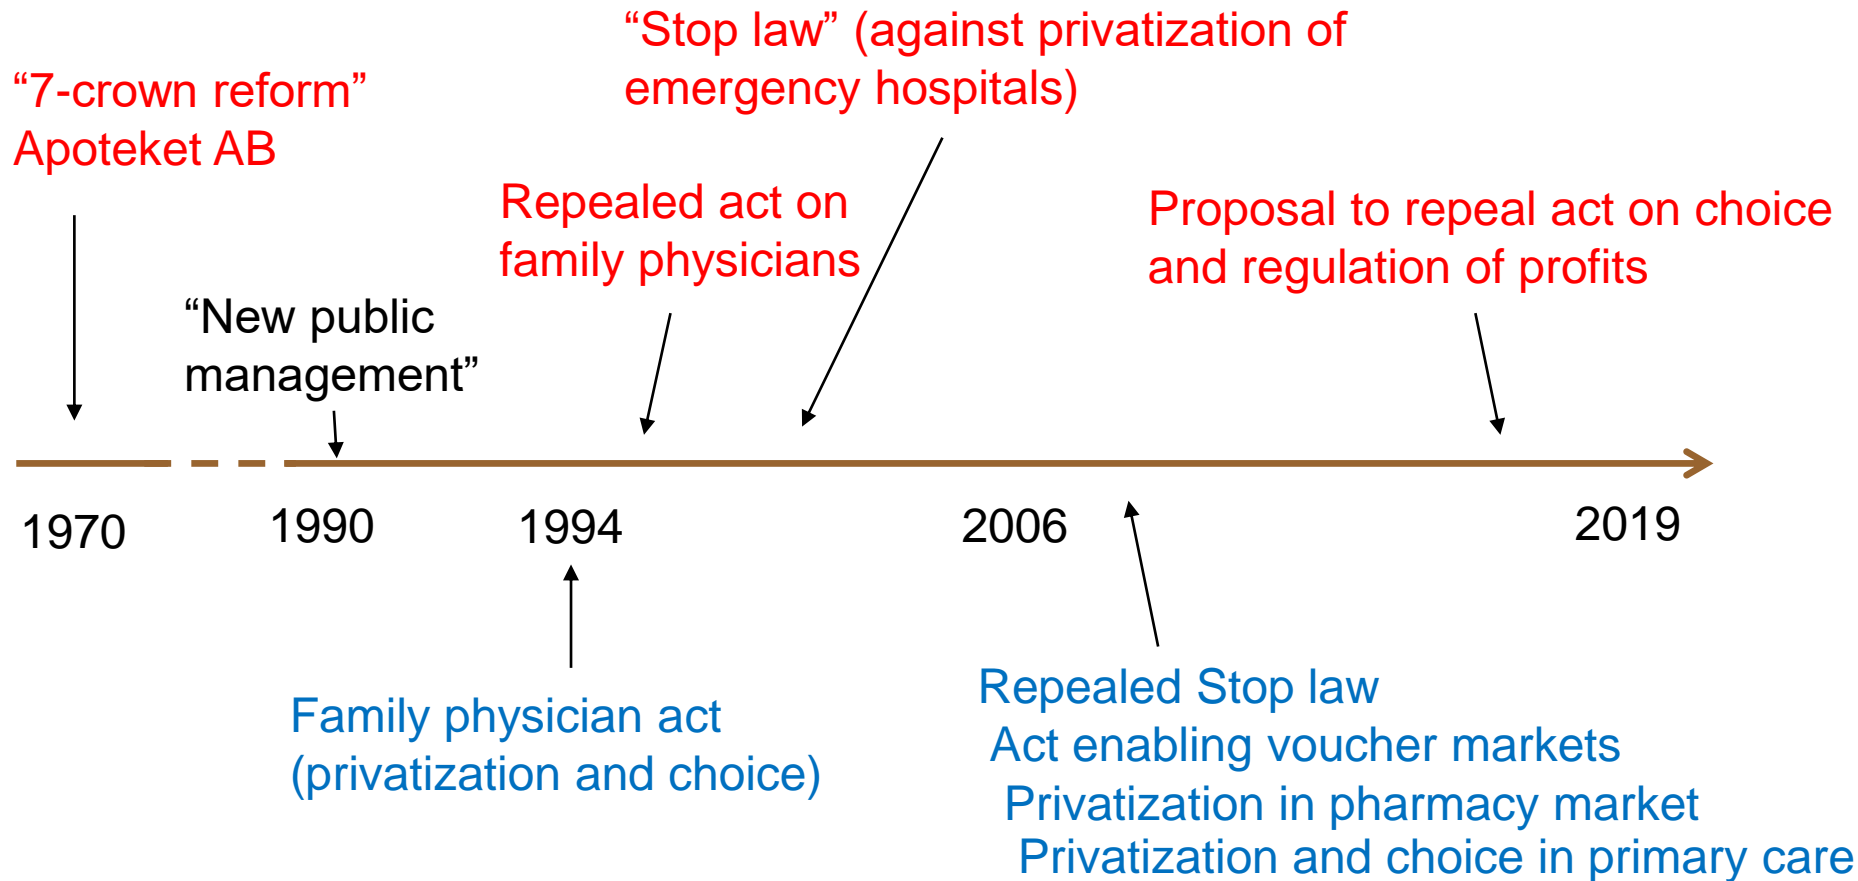 “Stop law” (against privatization of
emergency hospitals)
“7-crown reform”
Apoteket AB
Repealed act on
family physicians
Proposal to repeal act on choice
and regulation of profits
“New public
management”
1970
1990
1994
2006
2019
Family physician act
(privatization and choice)
Repealed Stop law
Act enabling voucher markets
Privatization in pharmacy market
Privatization and choice in primary care